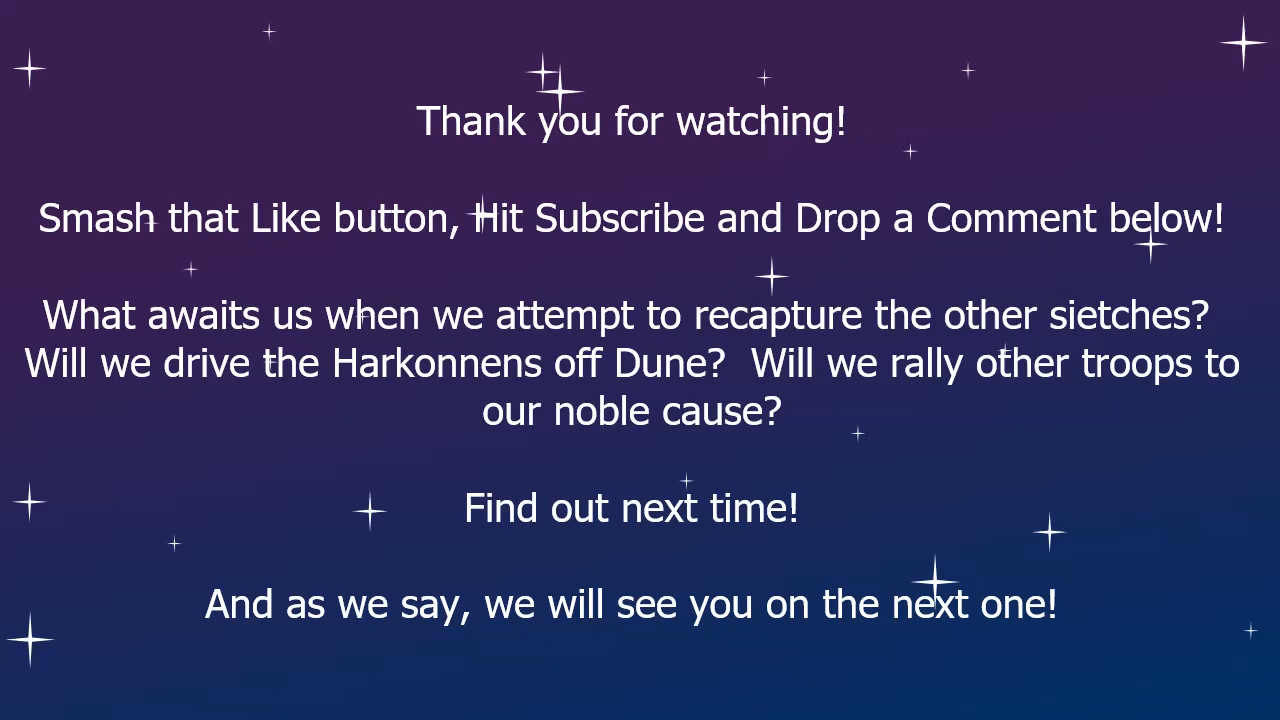 Thank you for watching!
Smash that Like button, Hit Subscribe and Drop a Comment below!
What awaits us when we attempt to recapture the other sietches?
Will we drive the Harkonnens off Dune?  Will we rally other troops to
our noble cause?
Find out next time!
And as we say, we will see you on the next one!